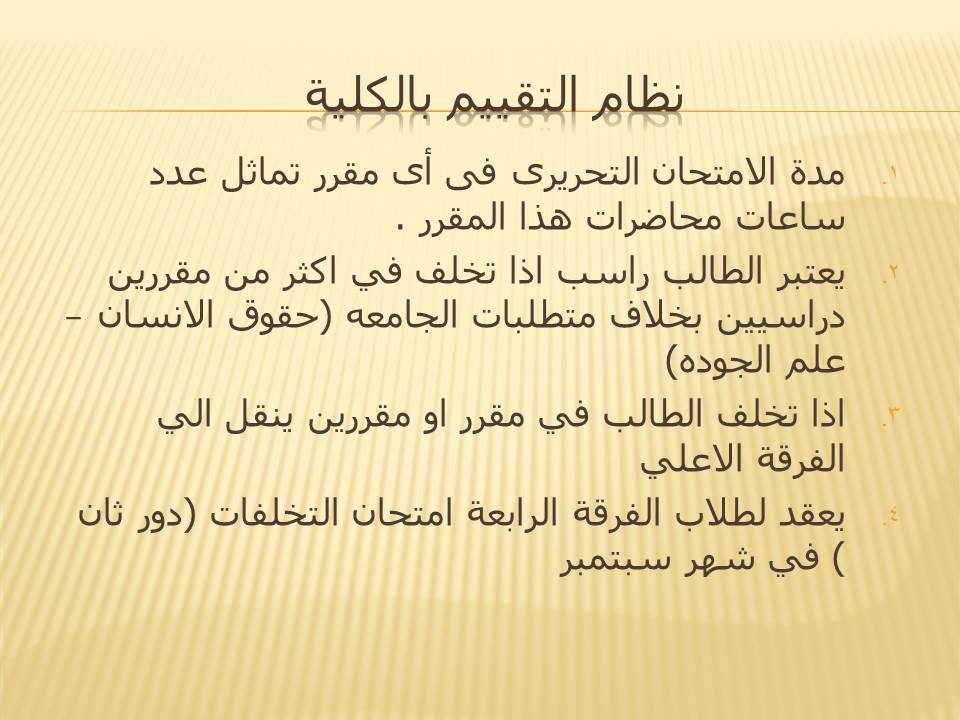 نظام التقييم بالكلية
١. مدة الامتحان التحريرى فى أى مقرر تماثل عدد
ساعات محاضرات هذا المقرر .
٢. يعتبر الطالب راسب اذا تخلف في اكثر من مقررين
دراسيين بخلاف متطلبات الجامعه (حقوق الانسان –
علم الجوده)
٣. اذا تخلف الطالب في مقرر او مقررين ينقل الي
الفرقة الاعلي
٤. يعقد لطلاب الفرقة الرابعة امتحان التخلفات (دور ثان
) في شهر سبتمبر